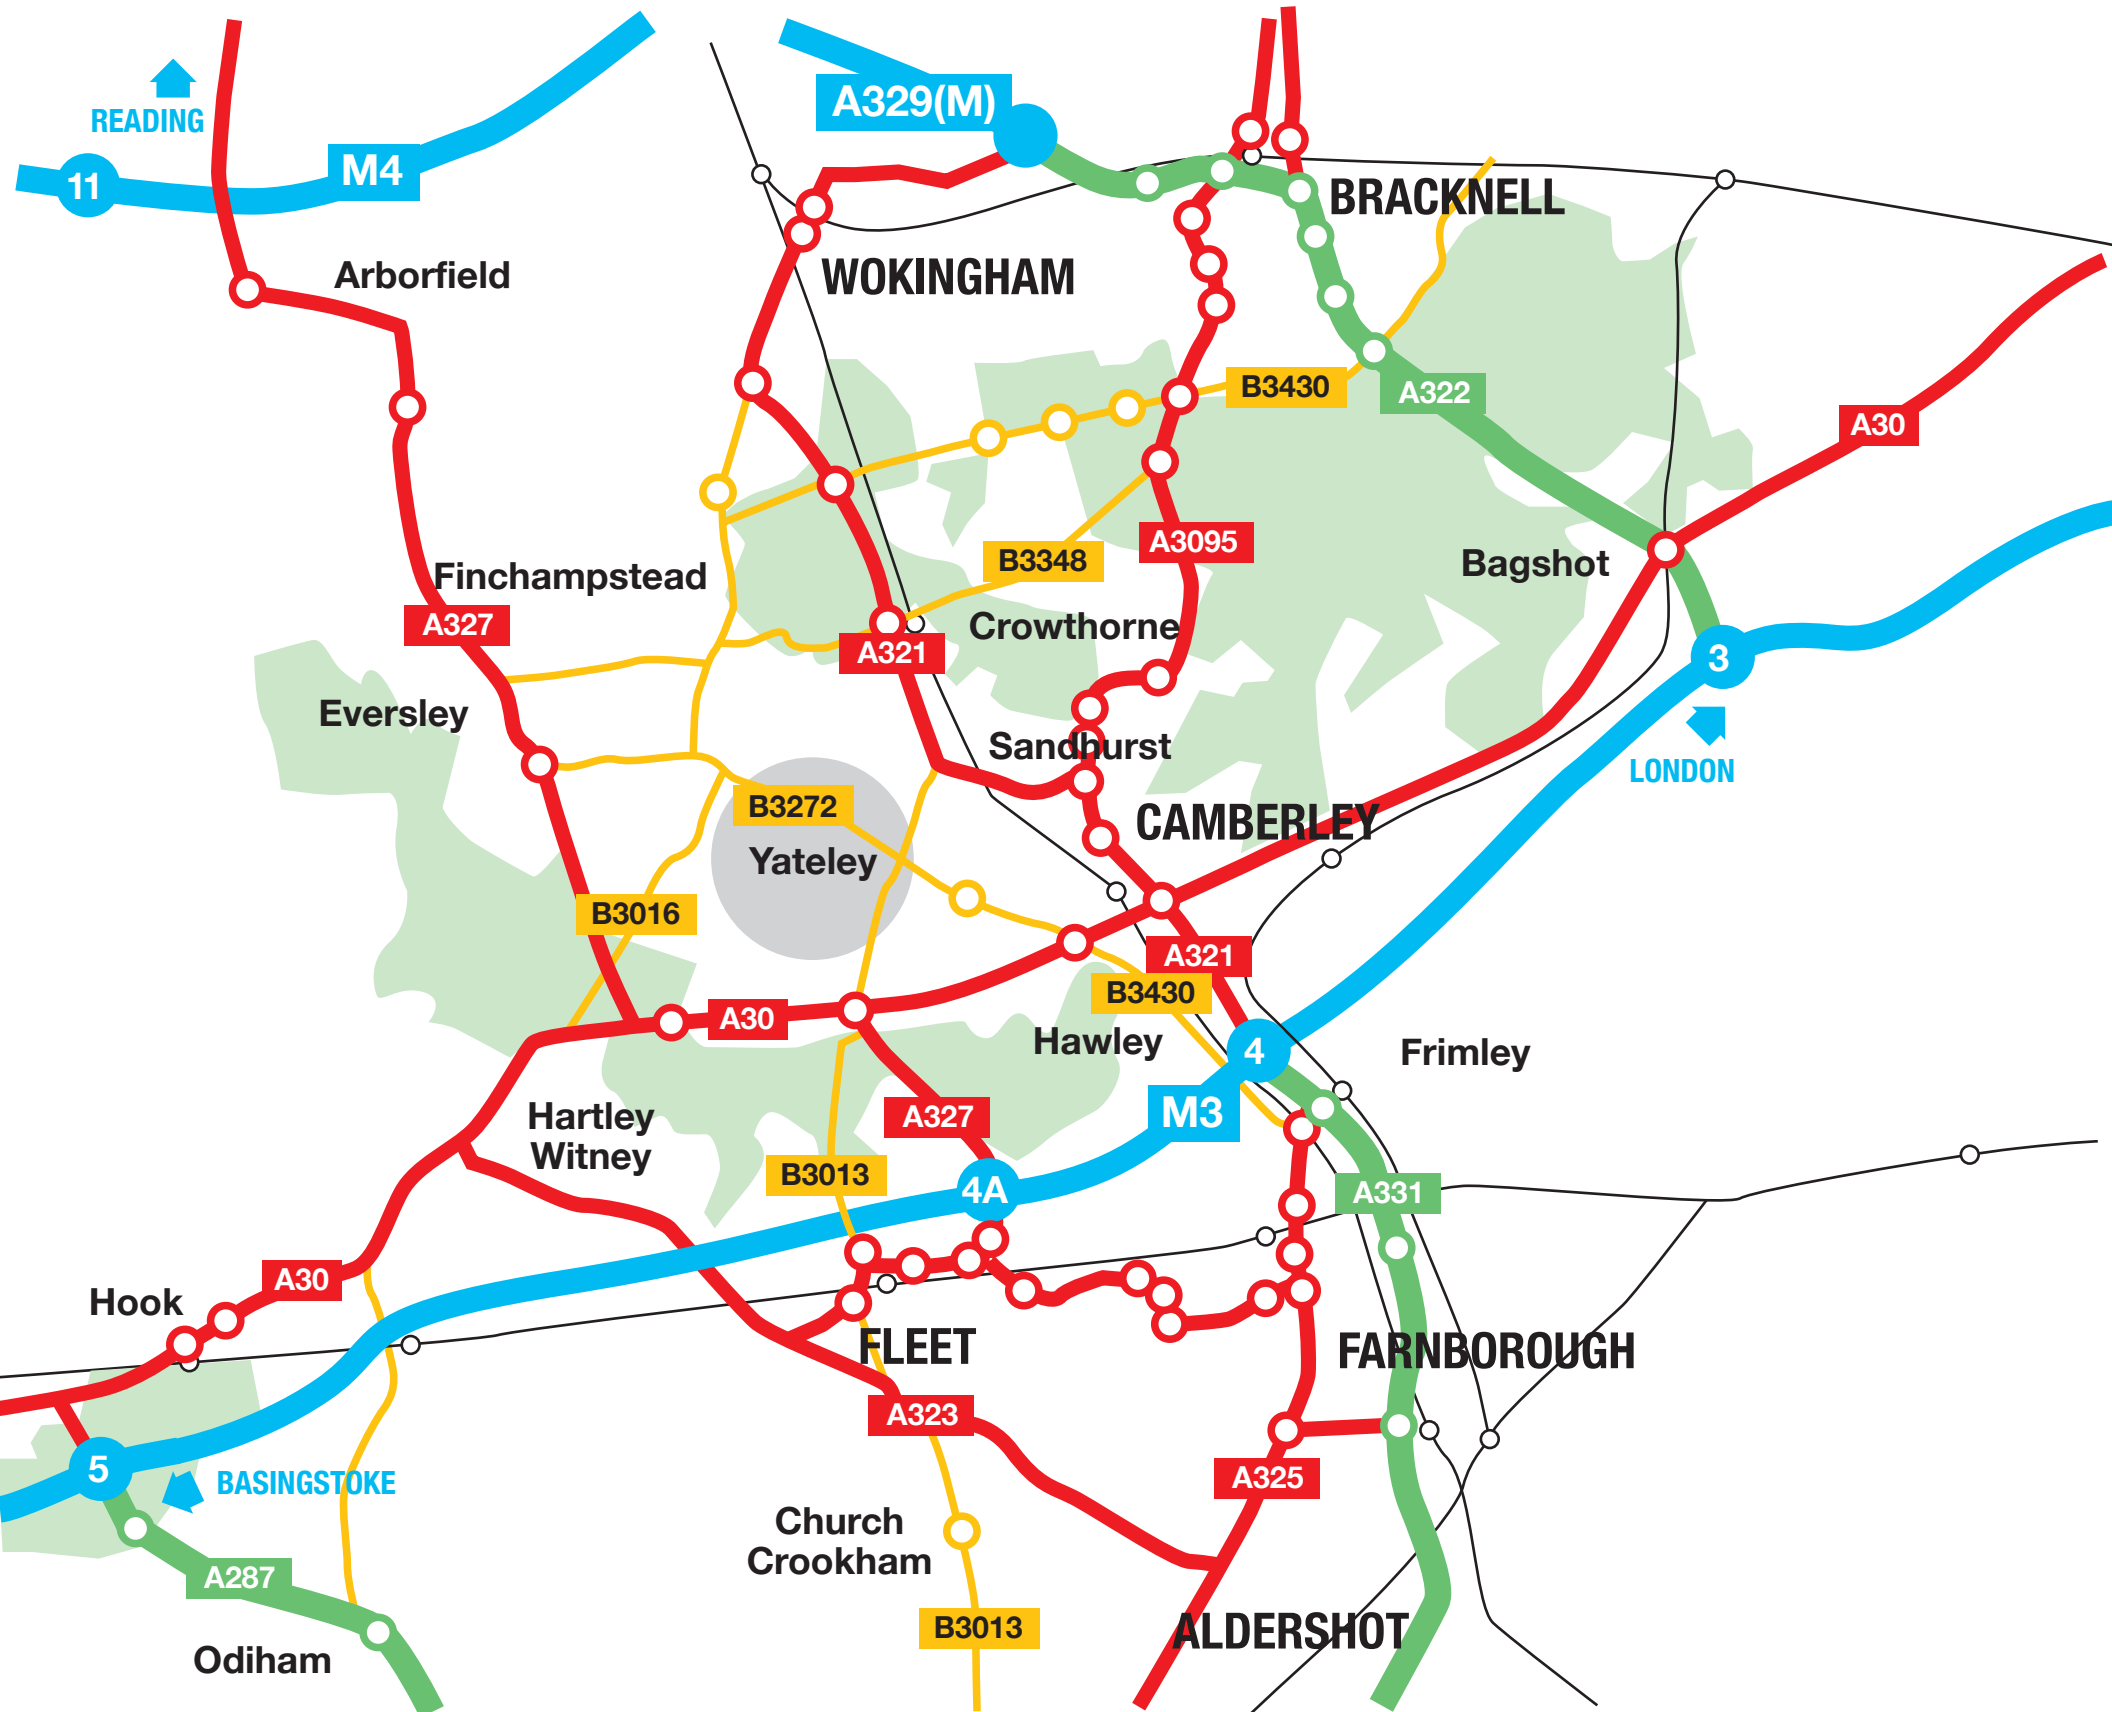 A329(M)
READING
M4
11
BRACKNELL
WOKINGHAM
Arborfield
B3430
A322
A30
A3095
B3348
Bagshot
Finchampstead
A327
Crowthorne
A321
3
Eversley
Sandhurst
LONDON
B3272
CAMBERLEY
Yateley
B3016
A321
B3430
A30
Hawley
4
Frimley
Hartley
Witney
A327
M3
B3013
4A
A331
A30
Hook
FLEET
FARNBOROUGH
A323
5
BASINGSTOKE
A325
Church
Crookham
A287
B3013
ALDERSHOT
Odiham